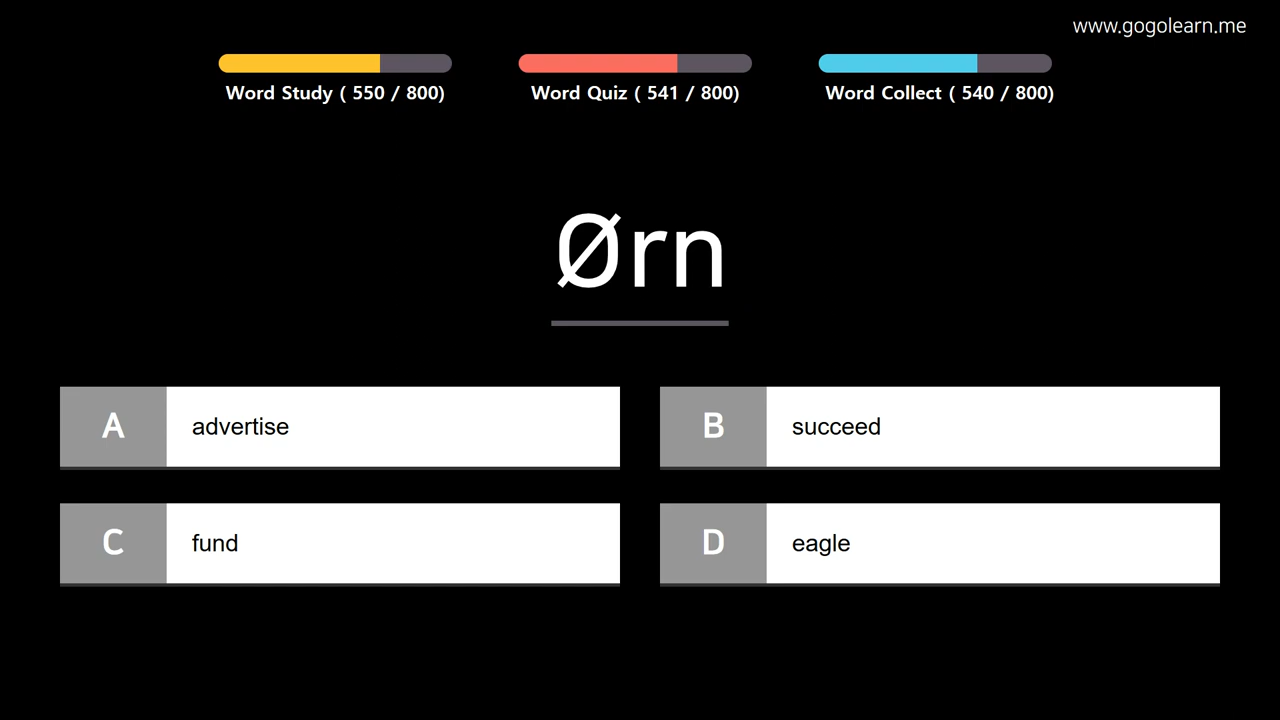 www.gogolearn.me
Word Study ( 550 / 800)
Word Quiz ( 541 / 800)
Word Collect ( 540 / 800)
Ørn
A advertise
B succeed
C fund
D eagle